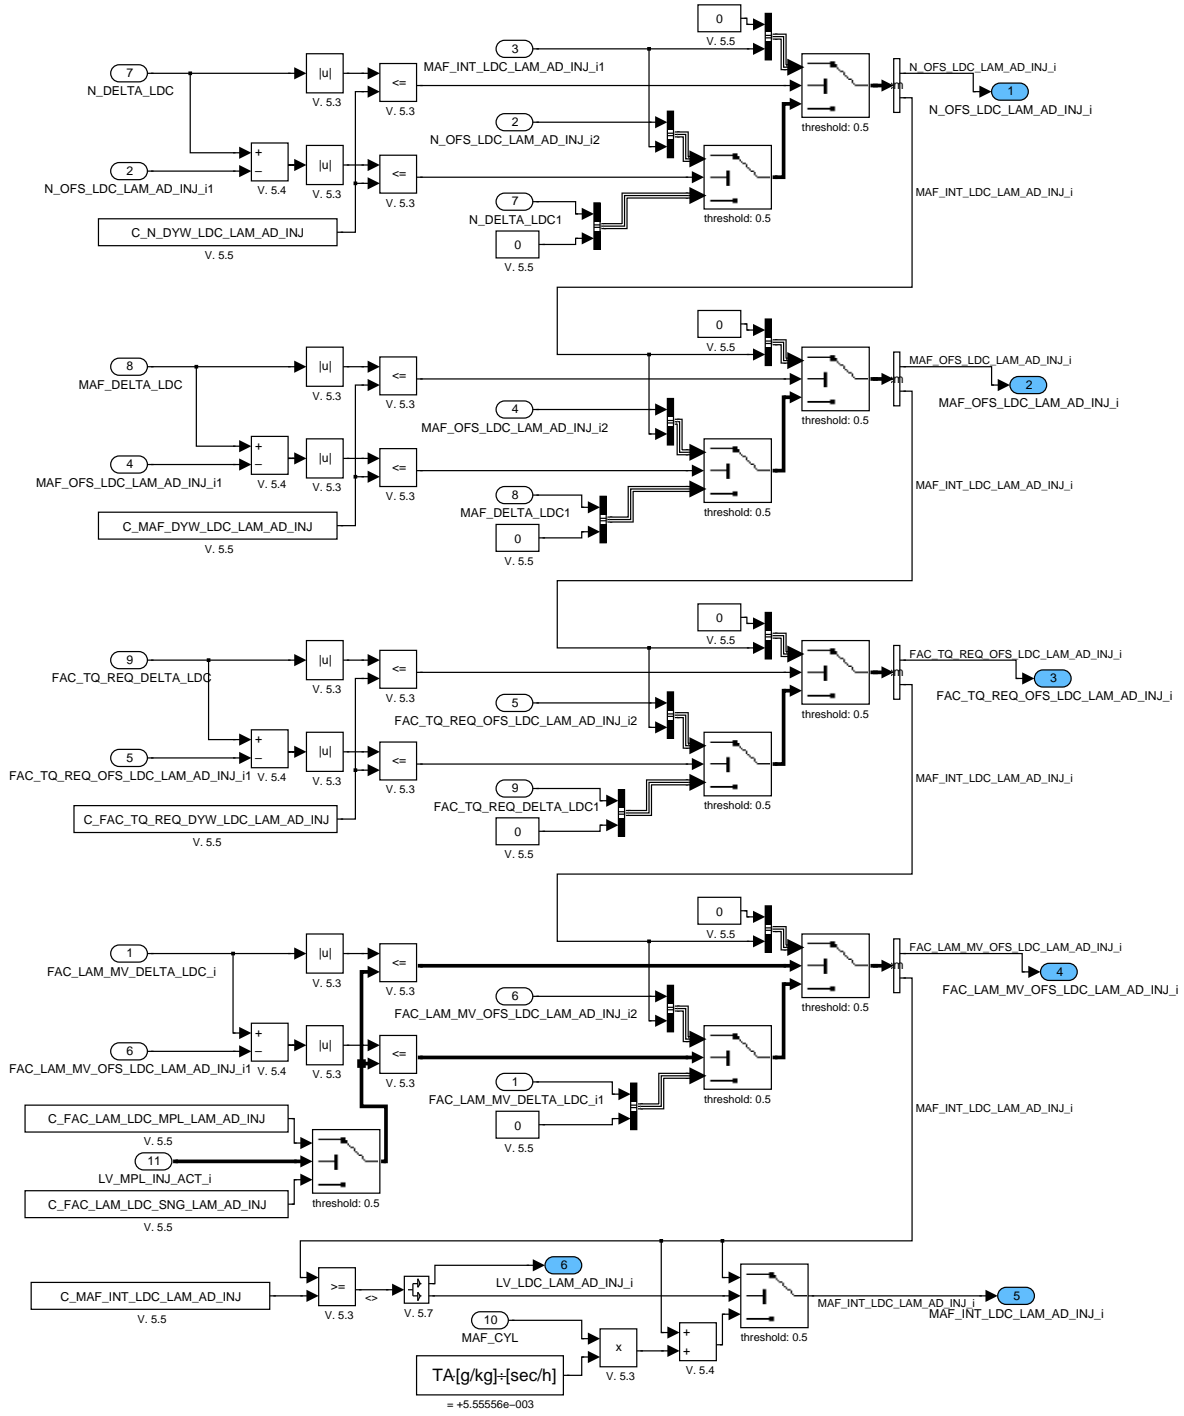 0
V. 5.5
3
MAF_INT_LDC_LAM_AD_INJ_i1
7
N_DELTA_LDC
|u|
V. 5.3
<=
V. 5.3
threshold: 0.5
m
N_OFS_LDC_LAM_AD_INJ_i
1
N_OFS_LDC_LAM_AD_INJ_i
2
N_OFS_LDC_LAM_AD_INJ_i2
2
N_OFS_LDC_LAM_AD_INJ_i1
+
−
V. 5.4
|u|
V. 5.3
<=
V. 5.3
threshold: 0.5
MAF_INT_LDC_LAM_AD_INJ_i
7
N_DELTA_LDC1
C_N_DYW_LDC_LAM_AD_INJ
V. 5.5
0
V. 5.5
0
V. 5.5
8
MAF_DELTA_LDC
|u|
V. 5.3
<=
V. 5.3
threshold: 0.5
m
MAF_OFS_LDC_LAM_AD_INJ_i
2
MAF_OFS_LDC_LAM_AD_INJ_i
4
MAF_OFS_LDC_LAM_AD_INJ_i2
4
MAF_OFS_LDC_LAM_AD_INJ_i1
+
−
V. 5.4
|u|
V. 5.3
<=
V. 5.3
threshold: 0.5
MAF_INT_LDC_LAM_AD_INJ_i
8
MAF_DELTA_LDC1
C_MAF_DYW_LDC_LAM_AD_INJ
V. 5.5
0
V. 5.5
0
V. 5.5
9
FAC_TQ_REQ_DELTA_LDC
|u|
V. 5.3
<=
V. 5.3
threshold: 0.5
m
FAC_TQ_REQ_OFS_LDC_LAM_AD_INJ_i
3
FAC_TQ_REQ_OFS_LDC_LAM_AD_INJ_i
5
FAC_TQ_REQ_OFS_LDC_LAM_AD_INJ_i2
5
FAC_TQ_REQ_OFS_LDC_LAM_AD_INJ_i1
+
−
V. 5.4
|u|
V. 5.3
<=
V. 5.3
threshold: 0.5
MAF_INT_LDC_LAM_AD_INJ_i
9
FAC_TQ_REQ_DELTA_LDC1
C_FAC_TQ_REQ_DYW_LDC_LAM_AD_INJ
V. 5.5
0
V. 5.5
0
V. 5.5
1
FAC_LAM_MV_DELTA_LDC_i
|u|
V. 5.3
<=
V. 5.3
threshold: 0.5
m
FAC_LAM_MV_OFS_LDC_LAM_AD_INJ_i
4
FAC_LAM_MV_OFS_LDC_LAM_AD_INJ_i
6
FAC_LAM_MV_OFS_LDC_LAM_AD_INJ_i2
6
FAC_LAM_MV_OFS_LDC_LAM_AD_INJ_i1
+
−
V. 5.4
|u|
V. 5.3
<=
V. 5.3
threshold: 0.5
1
FAC_LAM_MV_DELTA_LDC_i1
0
V. 5.5
MAF_INT_LDC_LAM_AD_INJ_i
C_FAC_LAM_LDC_MPL_LAM_AD_INJ
V. 5.5
11
LV_MPL_INJ_ACT_i
C_FAC_LAM_LDC_SNG_LAM_AD_INJ
V. 5.5
threshold: 0.5
C_MAF_INT_LDC_LAM_AD_INJ
V. 5.5
>=
V. 5.3
<>
V. 5.7
6
LV_LDC_LAM_AD_INJ_i
10
MAF_CYL
TA·[g/kg]÷[sec/h]
= +5.55556e−003
x
V. 5.3
+
+
V. 5.4
threshold: 0.5
MAF_INT_LDC_LAM_AD_INJ_i
5
MAF_INT_LDC_LAM_AD_INJ_i